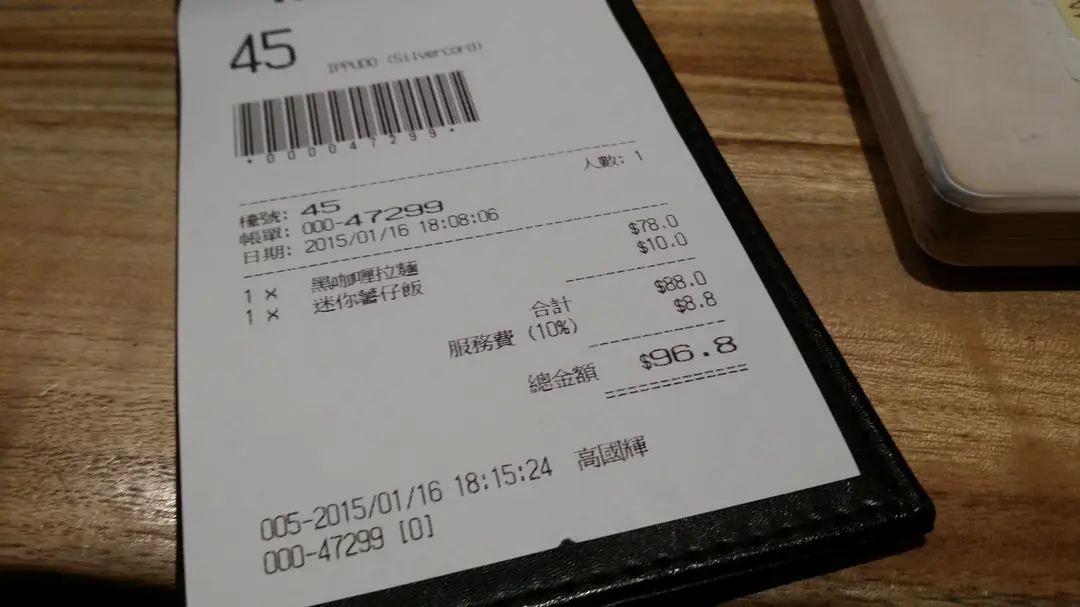 45 IPPUDO (Silvercord)
*000047299*
人數: 1
檯號: 45
帳單: 000-47299
日期: 2015/01/16 18:08:06
1 × 黑咖喱拉麵 $78.0
1 × 迷你薯仔飯 $10.0
合計 $88.0
服務費 (10%) $8.8
總金額 $96.8
005-2015/01/16 18:15:24 高國輝
000-47299 [0]